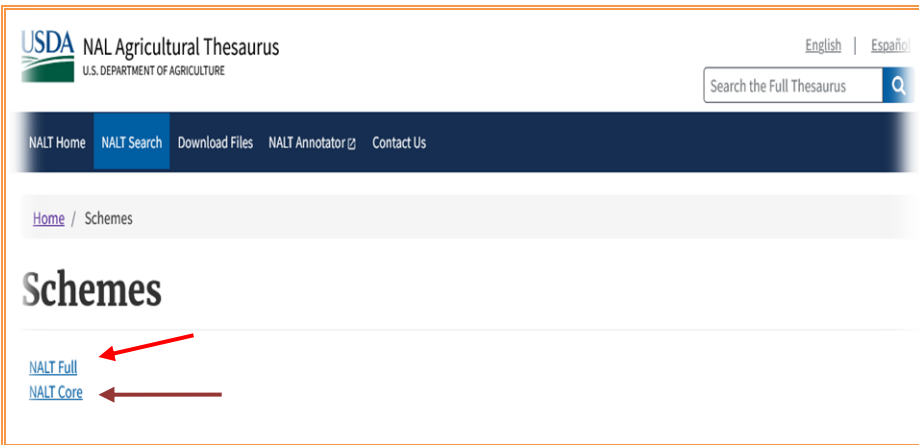 USDA NAL Agricultural Thesaurus
U.S. DEPARTMENT OF AGRICULTURE
English | Español
Search the Full Thesaurus
NALT Home NALT Search Download Files NALT Annotator Contact Us
Home / Schemes
Schemes
NALT Full
NALT Core